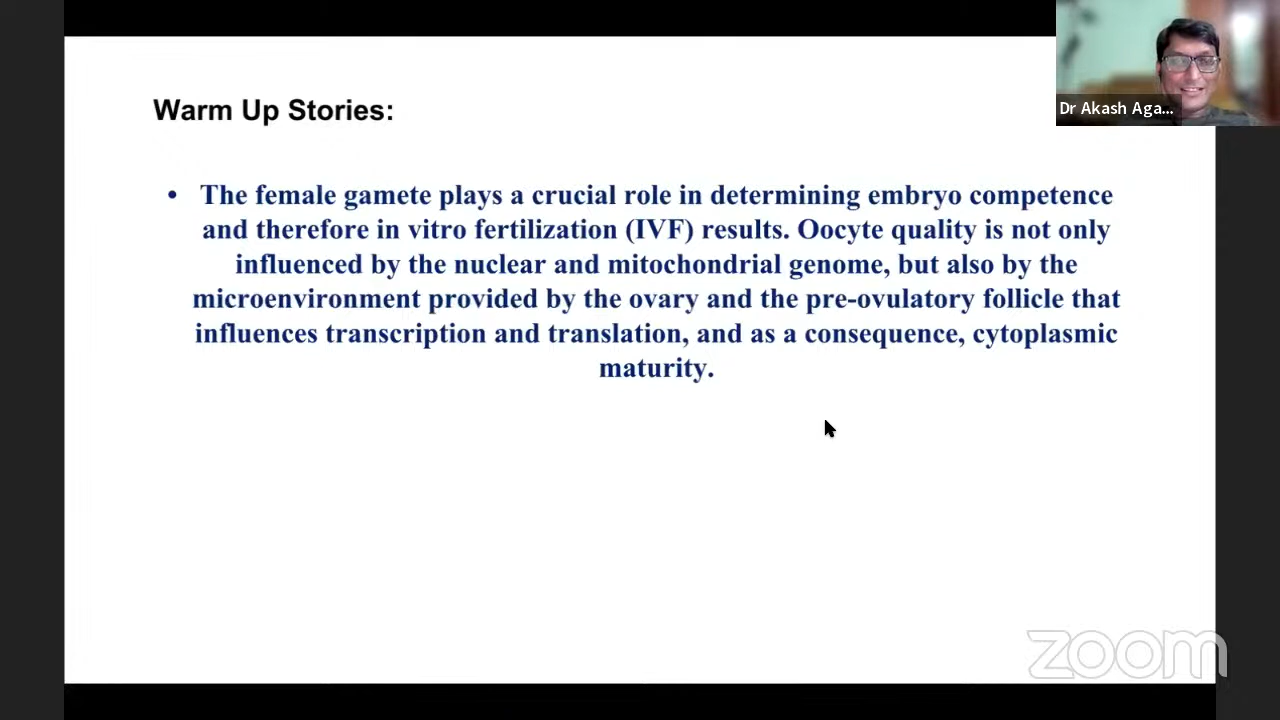 Dr Akash Aga...
Warm Up Stories:
• The female gamete plays a crucial role in determining embryo competence
and therefore in vitro fertilization (IVF) results. Oocyte quality is not only
influenced by the nuclear and mitochondrial genome, but also by the
microenvironment provided by the ovary and the pre-ovulatory follicle that
influences transcription and translation, and as a consequence, cytoplasmic
maturity.
zoom